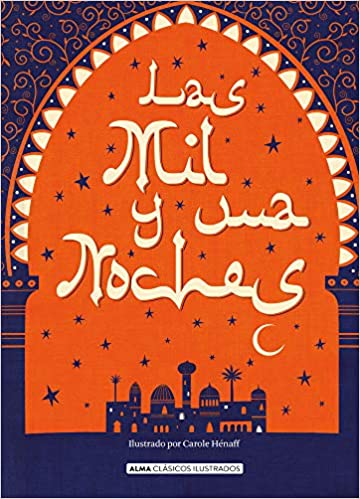 Las
Mil
y una
Noches
Ilustrado por Carole Hénaff
ALMA CLÁSICOS ILUSTRADOS